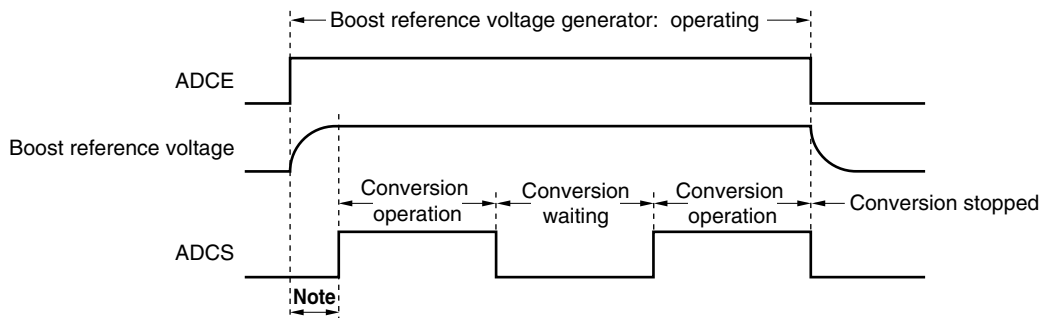 Boost reference voltage generator: operating
ADCE
Boost reference voltage
Conversion operation
Conversion waiting
Conversion operation
Conversion stopped
ADCS
Note